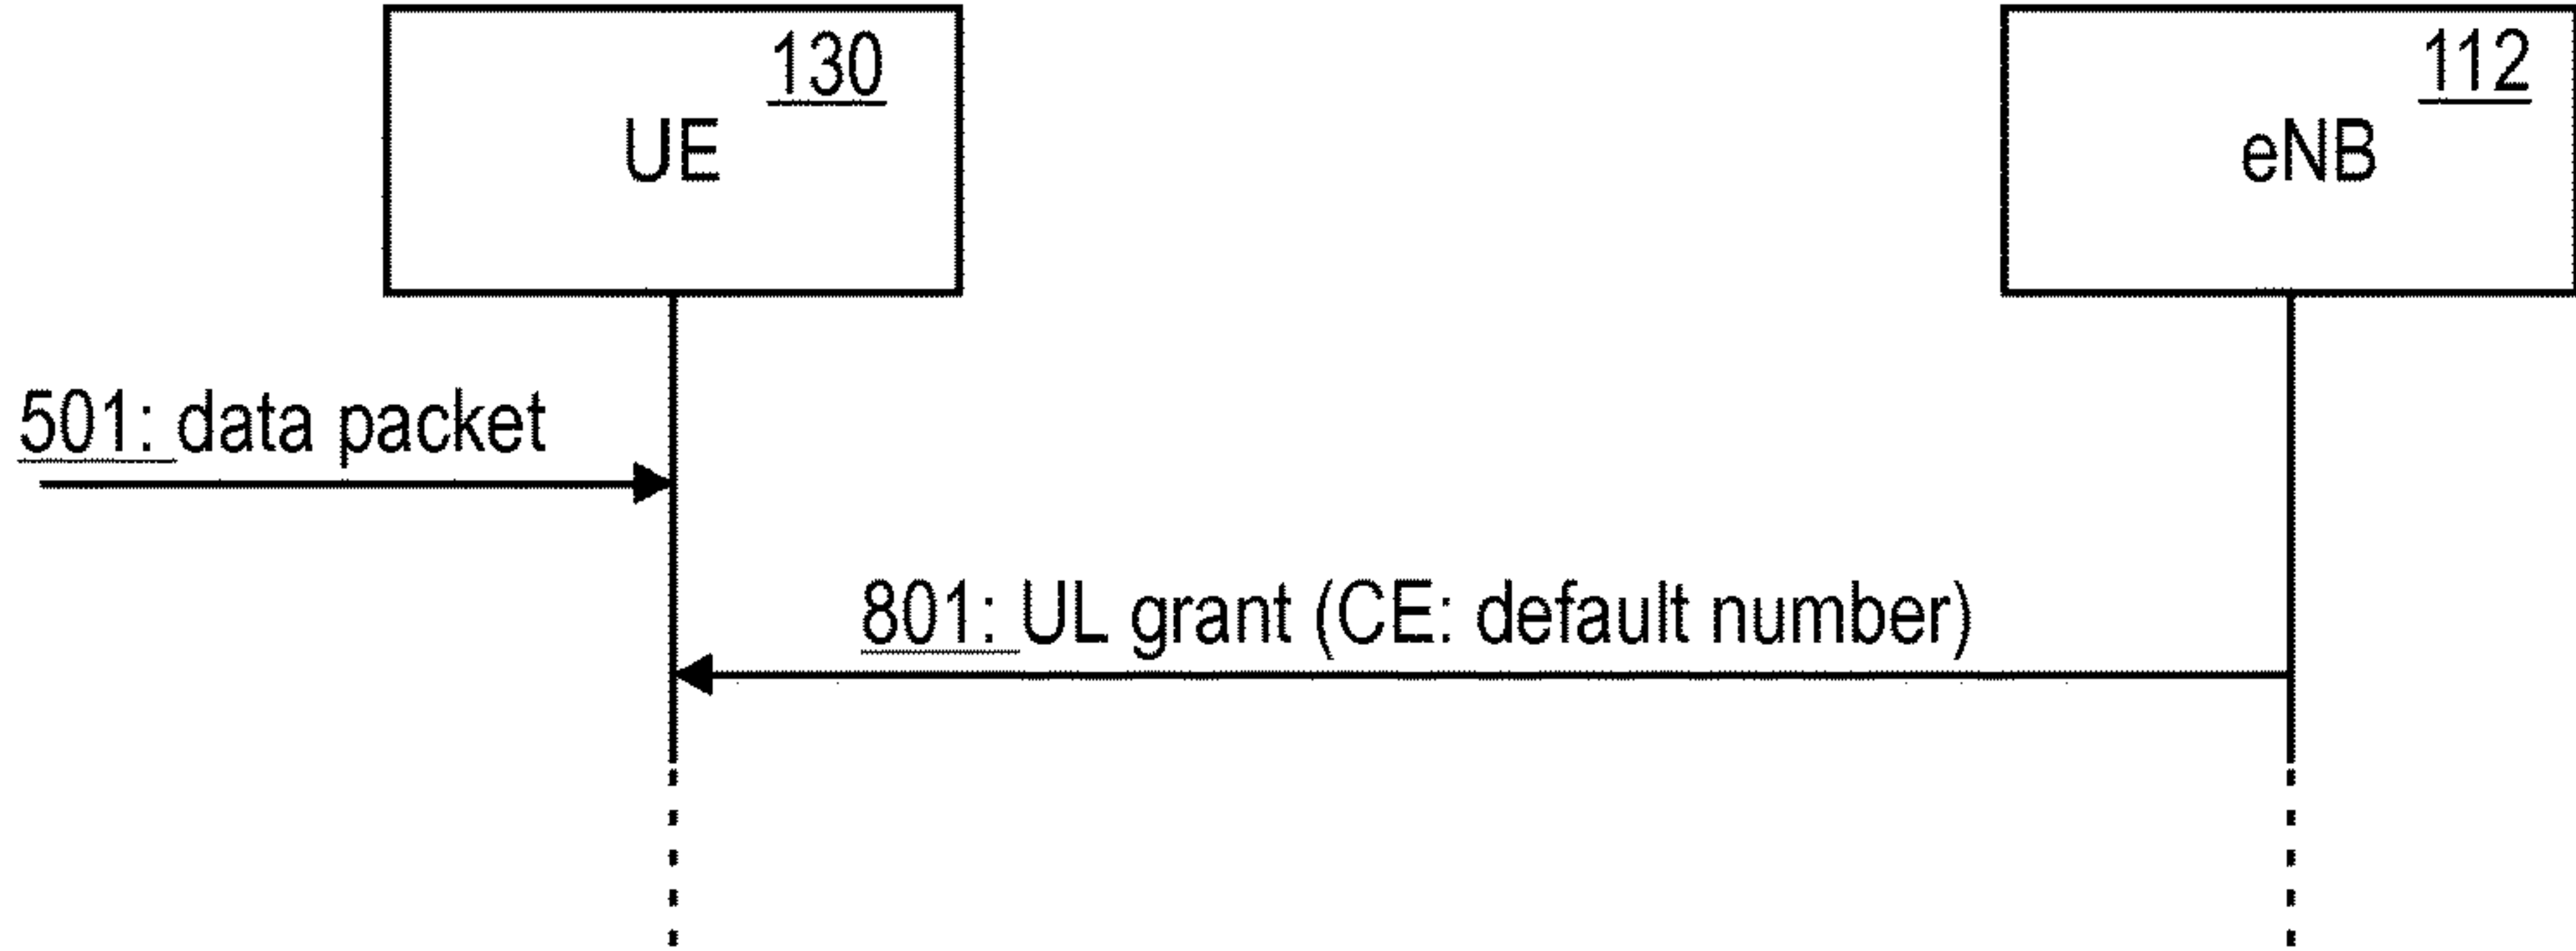 130
UE
112
eNB
501: data packet
801: UL grant (CE: default number)